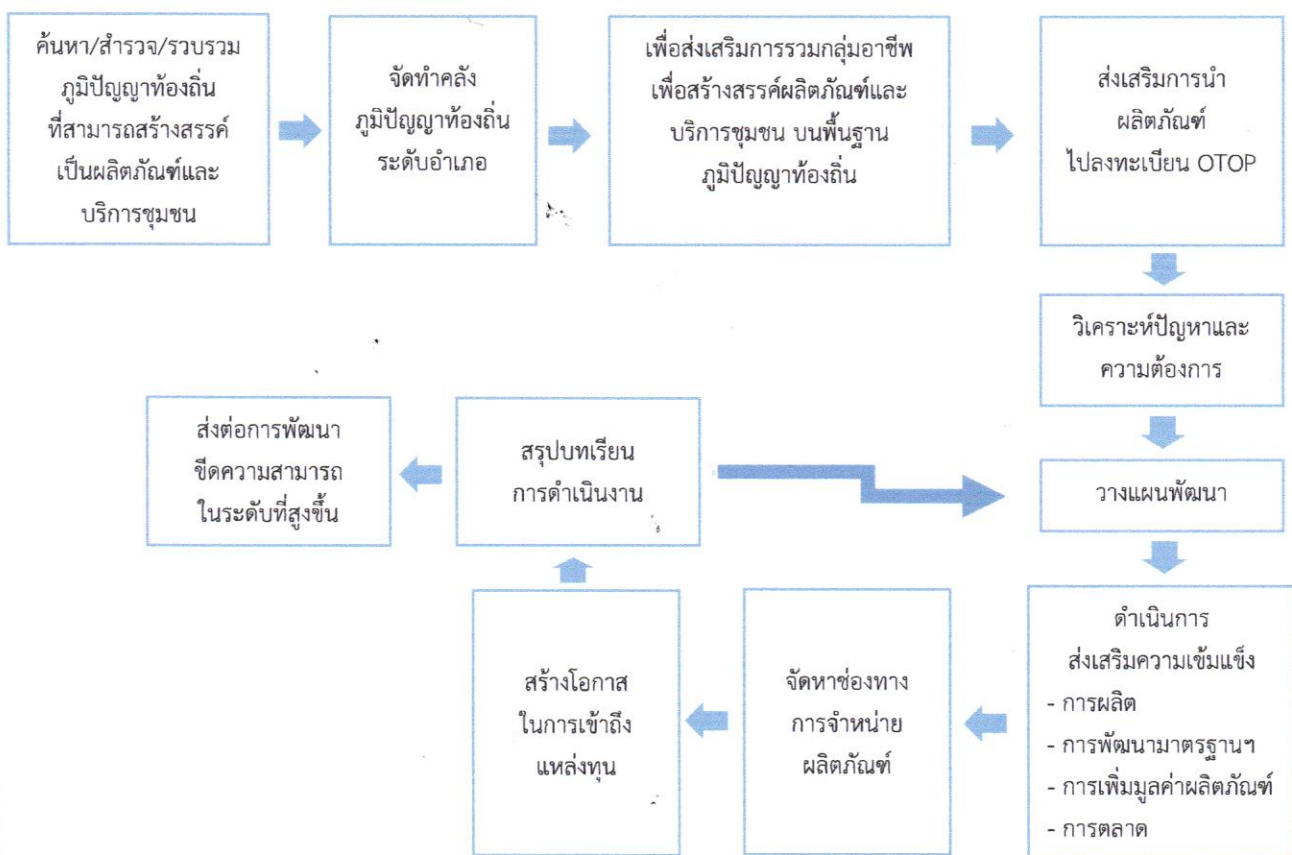 ค้นหา/สำรวจ/รวบรวม
ภูมิปัญญาท้องถิ่น
ที่สามารถสร้างสรรค์
เป็นผลิตภัณฑ์และ
บริการชุมชน
จัดทำคลัง
ภูมิปัญญาท้องถิ่น
ระดับอำเภอ
เพื่อส่งเสริมการรวมกลุ่มอาชีพ
เพื่อสร้างสรรค์ผลิตภัณฑ์และ
บริการชุมชน บนพื้นฐาน
ภูมิปัญญาท้องถิ่น
ส่งเสริมการนำ
ผลิตภัณฑ์
ไปลงทะเบียน OTOP
วิเคราะห์ปัญหาและ
ความต้องการ
วางแผนพัฒนา
ดำเนินการ
ส่งเสริมความเข้มแข็ง
- การผลิต
- การพัฒนามาตรฐานฯ
- การเพิ่มมูลค่าผลิตภัณฑ์
- การตลาด
จัดหาช่องทาง
การจำหน่าย
ผลิตภัณฑ์
สร้างโอกาส
ในการเข้าถึง
แหล่งทุน
สรุปบทเรียน
การดำเนินงาน
ส่งต่อการพัฒนา
ขีดความสามารถ
ในระดับที่สูงขึ้น